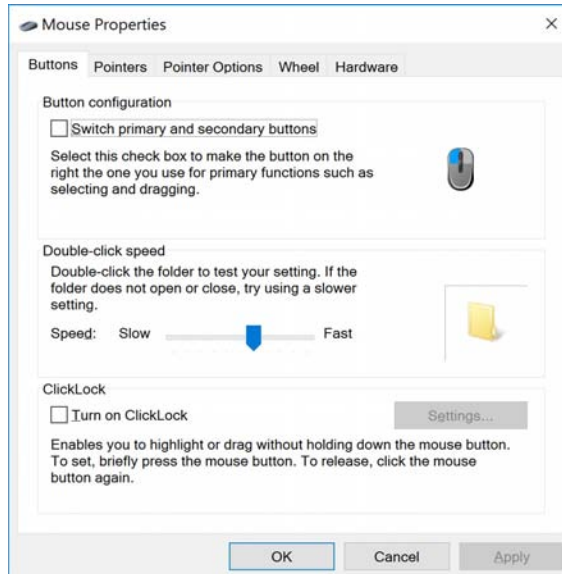 Mouse Properties
Buttons Pointers Pointer Options Wheel Hardware
Button configuration
Switch primary and secondary buttons
Select this check box to make the button on the
right the one you use for primary functions such as
selecting and dragging.
Double-click speed
Double-click the folder to test your setting. If the
folder does not open or close, try using a slower
setting.
Speed: Slow Fast
ClickLock
Turn on ClickLock Settings...
Enables you to highlight or drag without holding down the mouse button.
To set, briefly press the mouse button. To release, click the mouse
button again.
OK Cancel Apply